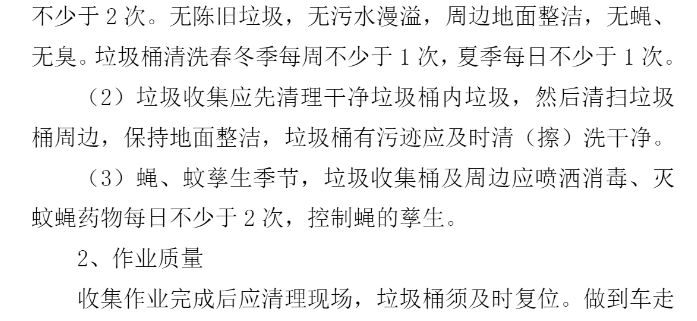 不少于 2 次。无陈旧垃圾，无污水漫溢，周边地面整洁，无蝇、
无臭。垃圾桶清洗春冬季每周不少于 1 次，夏季每日不少于 1 次。
（2）垃圾收集应先清理干净垃圾桶内垃圾，然后清扫垃圾
桶周边，保持地面整洁，垃圾桶有污迹应及时清（擦）洗干净。
（3）蝇、蚊孳生季节，垃圾收集桶及周边应喷洒消毒、灭
蚊蝇药物每日不少于 2 次，控制蝇的孳生。
2、作业质量
收集作业完成后应清理现场，垃圾桶须及时复位。做到车走